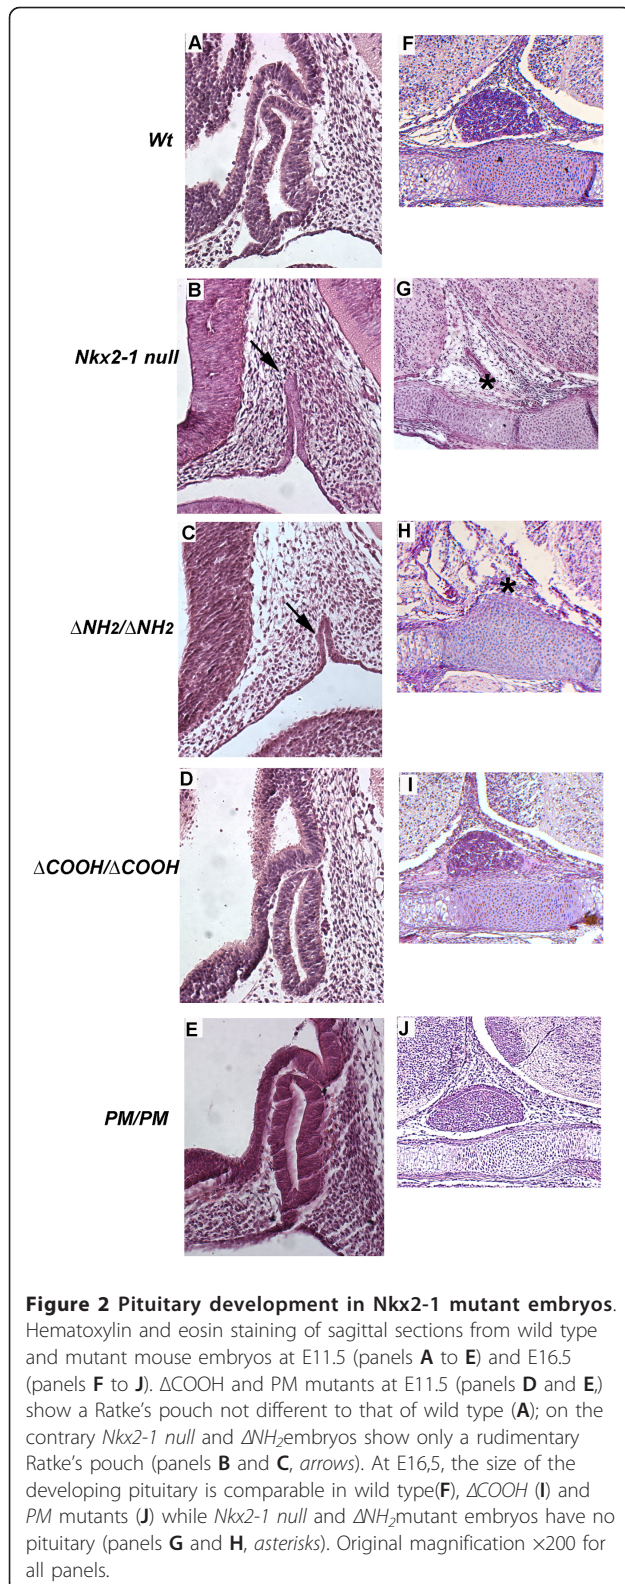 A
F
Wt
B
G
Nkx2-1 null
*
C
H
*
ΔNH2/ΔNH2
D
I
ΔCOOH/ΔCOOH
E
J
PM/PM
Figure 2 Pituitary development in Nkx2-1 mutant embryos.
Hematoxylin and eosin staining of sagittal sections from wild type
and mutant mouse embryos at E11.5 (panels A to E) and E16.5
(panels F to J). ΔCOOH and PM mutants at E11.5 (panels D and E,)
show a Ratke's pouch not different to that of wild type (A); on the
contrary Nkx2-1 null and ΔNH2embryos show only a rudimentary
Ratke's pouch (panels B and C, arrows). At E16,5, the size of the
developing pituitary is comparable in wild type(F), ΔCOOH (I) and
PM mutants (J) while Nkx2-1 null and ΔNH2mutant embryos have no
pituitary (panels G and H, asterisks). Original magnification ×200 for
all panels.